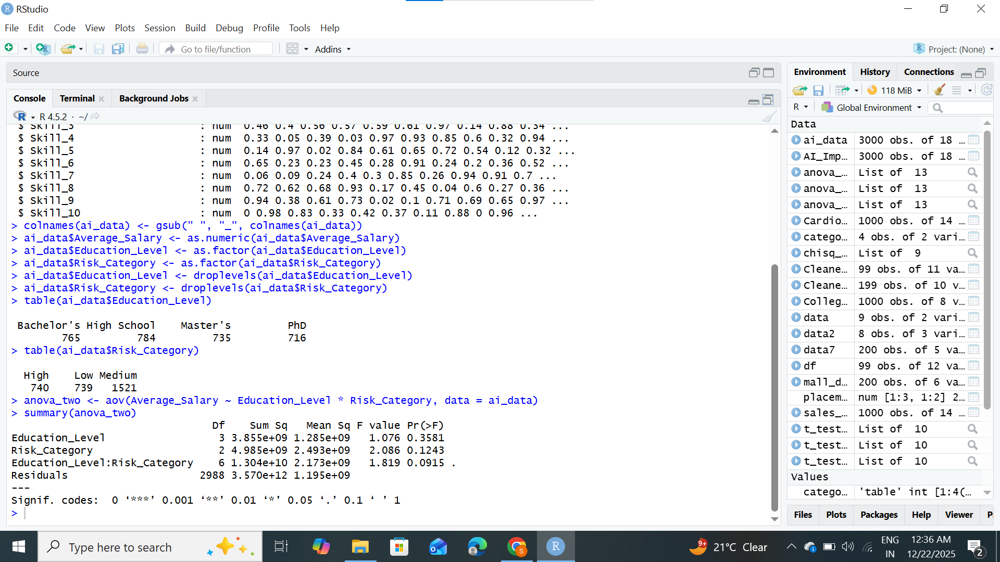 RStudio
File Edit Code View Plots Session Build Debug Profile Tools Help
Go to file/function Addins Project: (None)
Source
Console Terminal Background Jobs
R 4.5.2 · ~/
$ Skill_3 : num 0.46 0.4 0.56 0.57 0.59 0.61 0.97 0.14 0.88 0.34 ...
$ Skill_4 : num 0.33 0.05 0.39 0.03 0.97 0.93 0.85 0.6 0.32 0.94 ...
$ Skill_5 : num 0.14 0.97 0.02 0.84 0.61 0.65 0.72 0.54 0.12 0.32 ...
$ Skill_6 : num 0.65 0.23 0.23 0.45 0.28 0.91 0.24 0.2 0.36 0.52 ...
$ Skill_7 : num 0.06 0.09 0.24 0.4 0.3 0.85 0.26 0.94 0.91 0.7 ...
$ Skill_8 : num 0.72 0.62 0.68 0.93 0.17 0.45 0.04 0.6 0.27 0.36 ...
$ Skill_9 : num 0.94 0.38 0.61 0.73 0.02 0.1 0.71 0.69 0.65 0.97 ...
$ Skill_10 : num 0 0.98 0.83 0.33 0.42 0.37 0.11 0.88 0 0.96 ...
> colnames(ai_data) <- gsub(" ", "_", colnames(ai_data))
> ai_data$Average_Salary <- as.numeric(ai_data$Average_Salary)
> ai_data$Education_Level <- as.factor(ai_data$Education_Level)
> ai_data$Risk_Category <- as.factor(ai_data$Risk_Category)
> ai_data$Education_Level <- droplevels(ai_data$Education_Level)
> ai_data$Risk_Category <- droplevels(ai_data$Risk_Category)
> table(ai_data$Education_Level)
Bachelor's High School Master's PhD
765 784 735 716
> table(ai_data$Risk_Category)
High Low Medium
740 739 1521
> anova_two <- aov(Average_Salary ~ Education_Level * Risk_Category, data = ai_data)
> summary(anova_two)
Df Sum Sq Mean Sq F value Pr(>F)
Education_Level 3 3.855e+09 1.285e+09 1.076 0.3581
Risk_Category 2 4.985e+09 2.493e+09 2.086 0.1243
Education_Level:Risk_Category 6 1.304e+10 2.173e+09 1.819 0.0915 .
Residuals 2988 3.570e+12 1.195e+09
---
Signif. codes: 0 ‘***’ 0.001 ‘**’ 0.01 ‘*’ 0.05 ‘.’ 0.1 ‘ ’ 1
>
Environment History Connections
118 MiB
R Global Environment
Data
ai_data 3000 obs. of 18 …
AI_Imp… 3000 obs. of 18 …
anova_… List of 13
anova_… List of 13
anova_… List of 13
Cardio… 1000 obs. of 14 …
catego… 4 obs. of 2 vari…
chisq_… List of 9
Cleane… 99 obs. of 11 va…
Cleane… 199 obs. of 10 v…
Colleg… 1000 obs. of 8 v…
data 9 obs. of 2 vari…
data2 8 obs. of 3 vari…
data7 200 obs. of 5 va…
df 99 obs. of 12 va…
mall_d… 200 obs. of 6 va…
placem… num [1:3, 1:2] 2…
sales_… 1000 obs. of 14 …
t_test… List of 10
t_test… List of 10
t_test… List of 10
Values
catego… 'table' int [1:4(…
Files Plots Packages Help Viewer
Type here to search
9+ 21°C Clear
ENG IN
12:36 AM
12/22/2025
2